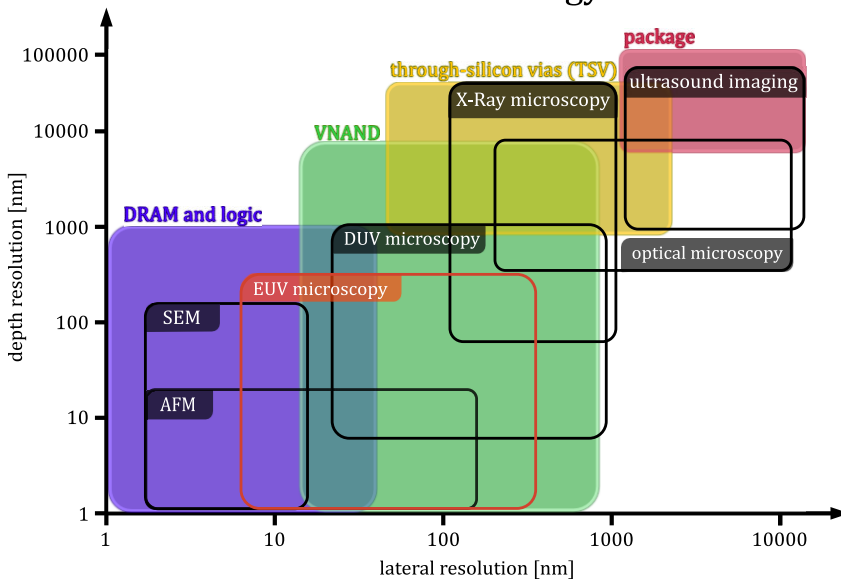 package
100000
through-silicon vias (TSV)
ultrasound imaging
X-Ray microscopy
10000
VNAND
DRAM and logic
1000
DUV microscopy
optical microscopy
EUV microscopy
SEM
100
AFM
10
1
depth resolution [nm]
1
10
100
1000
10000
lateral resolution [nm]